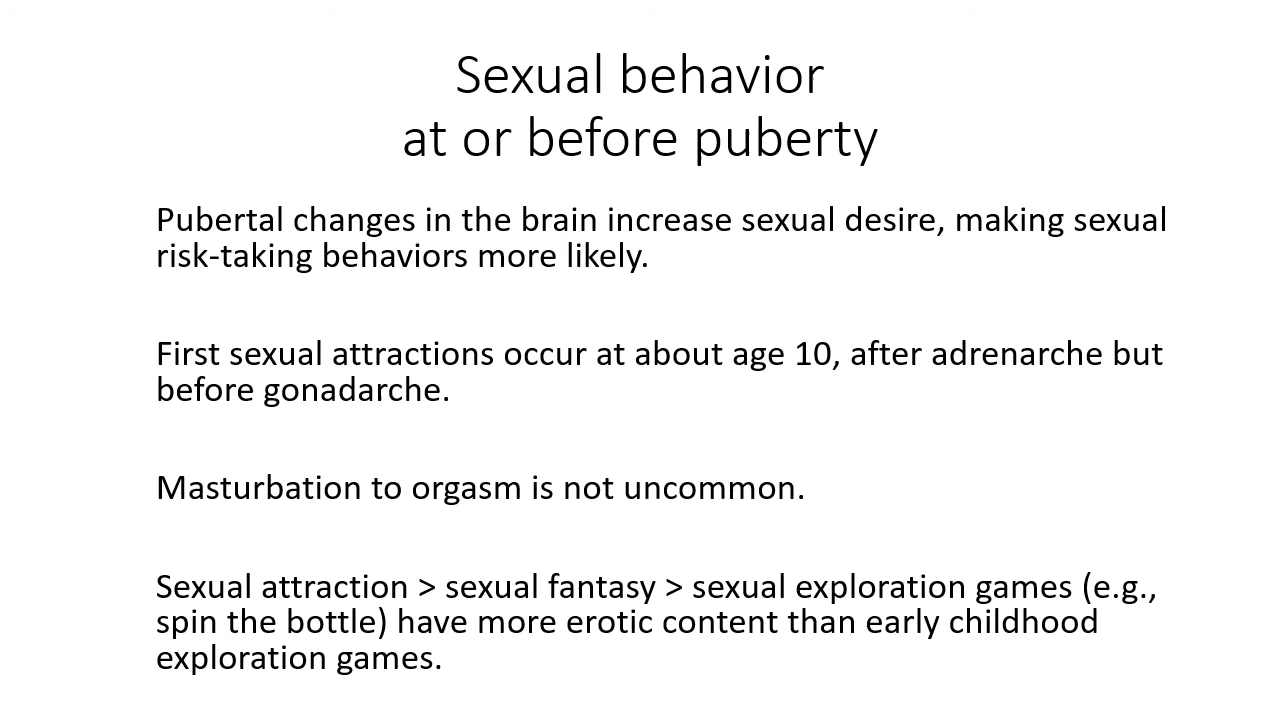 Sexual behavior
at or before puberty
Pubertal changes in the brain increase sexual desire, making sexual
risk-taking behaviors more likely.
First sexual attractions occur at about age 10, after adrenarche but
before gonadarche.
Masturbation to orgasm is not uncommon.
Sexual attraction > sexual fantasy > sexual exploration games (e.g.,
spin the bottle) have more erotic content than early childhood
exploration games.